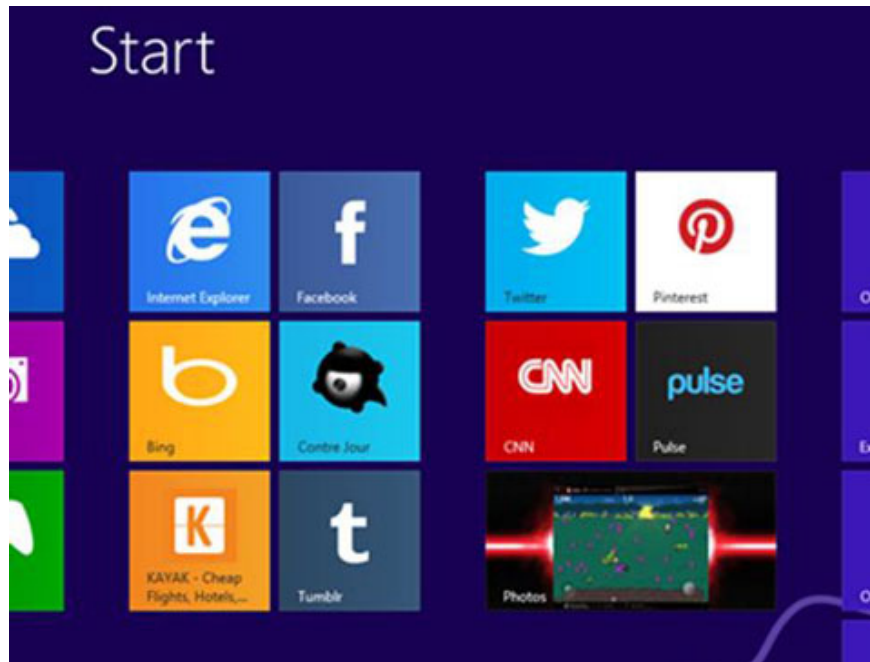 Start
Internet Explorer
Facebook
Twitter
Pinterest
O
Bing
Contre Jour
CNN
CNN
pulse
Pulse
Ex
K
KAYAK - Cheap
Flights, Hotels,...
t
Tumblr
Photos
O